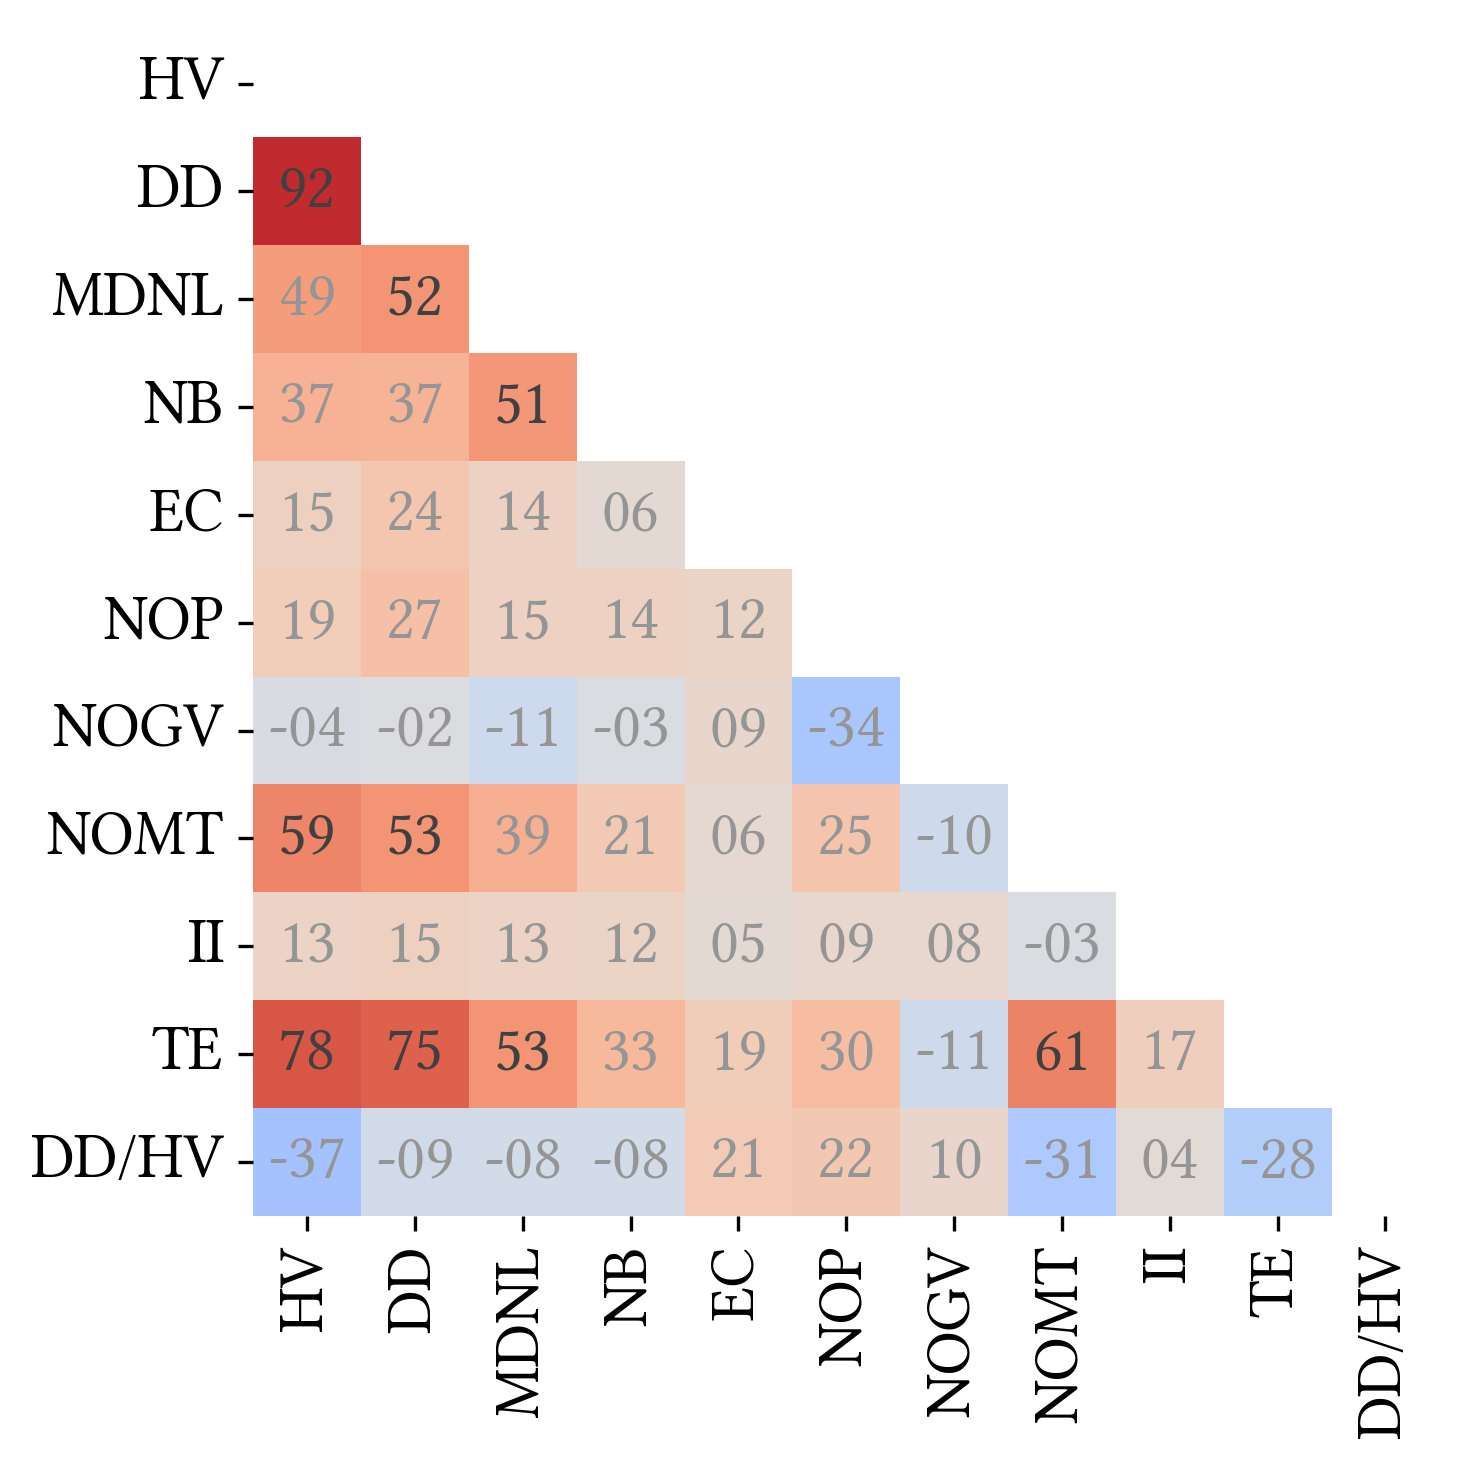 HV
DD 92
MDNL 49 52
NB 37 37 51
EC 15 24 14 06
NOP 19 27 15 14 12
NOGV -04 -02 -11 -03 09 -34
NOMT 59 53 39 21 06 25 -10
II 13 15 13 12 05 09 08 -03
TE 78 75 53 33 19 30 -11 61 17
DD/HV -37 -09 -08 -08 21 22 10 -31 04 -28
HV DD MDNL NB EC NOP NOGV NOMT II TE DD/HV